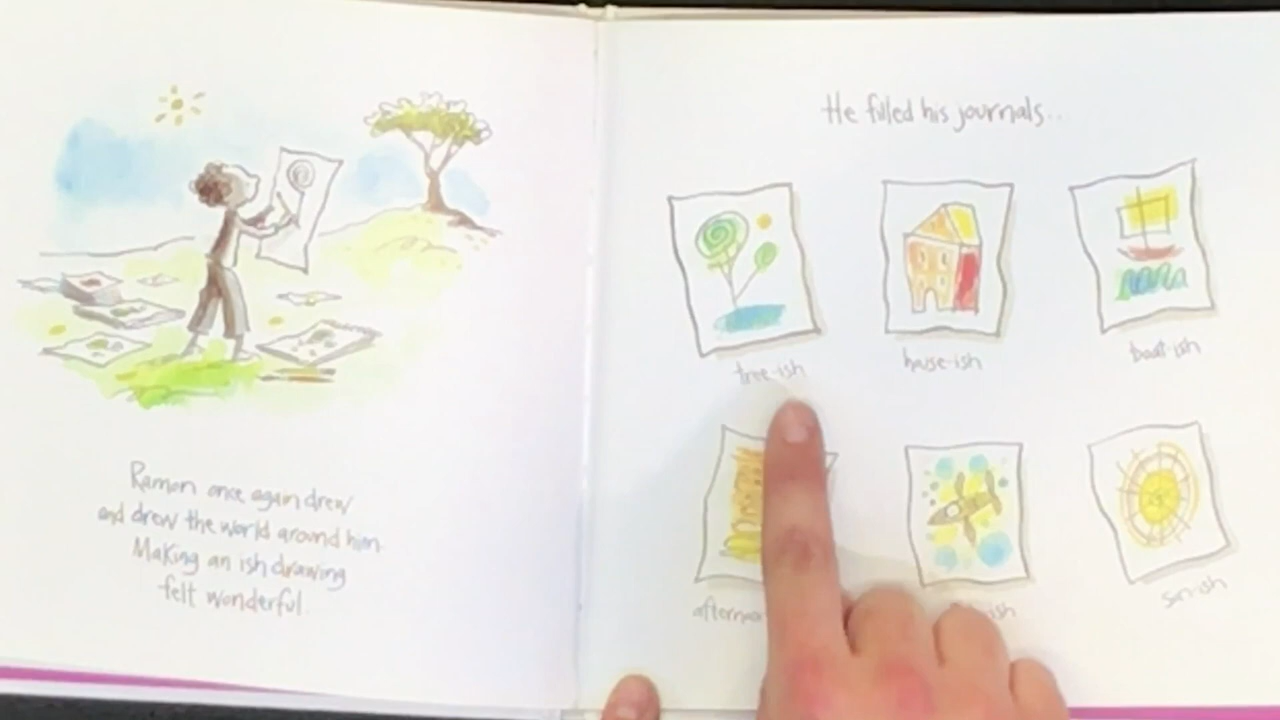 Ramon once again drew
and drew the world around him.
Making an ish drawing
felt wonderful.
He filled his journals...
tree-ish
house-ish
boat-ish
sun-ish